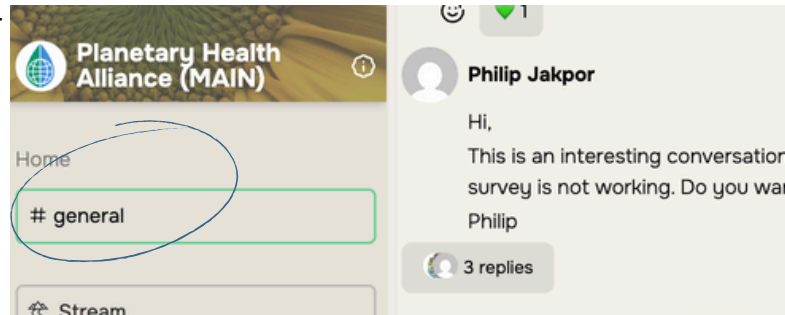 Planetary Health
Alliance (MAIN)
Home
# general
Stream
1
Philip Jakpor
Hi,
This is an interesting conversation
survey is not working. Do you
Philip
3 replies